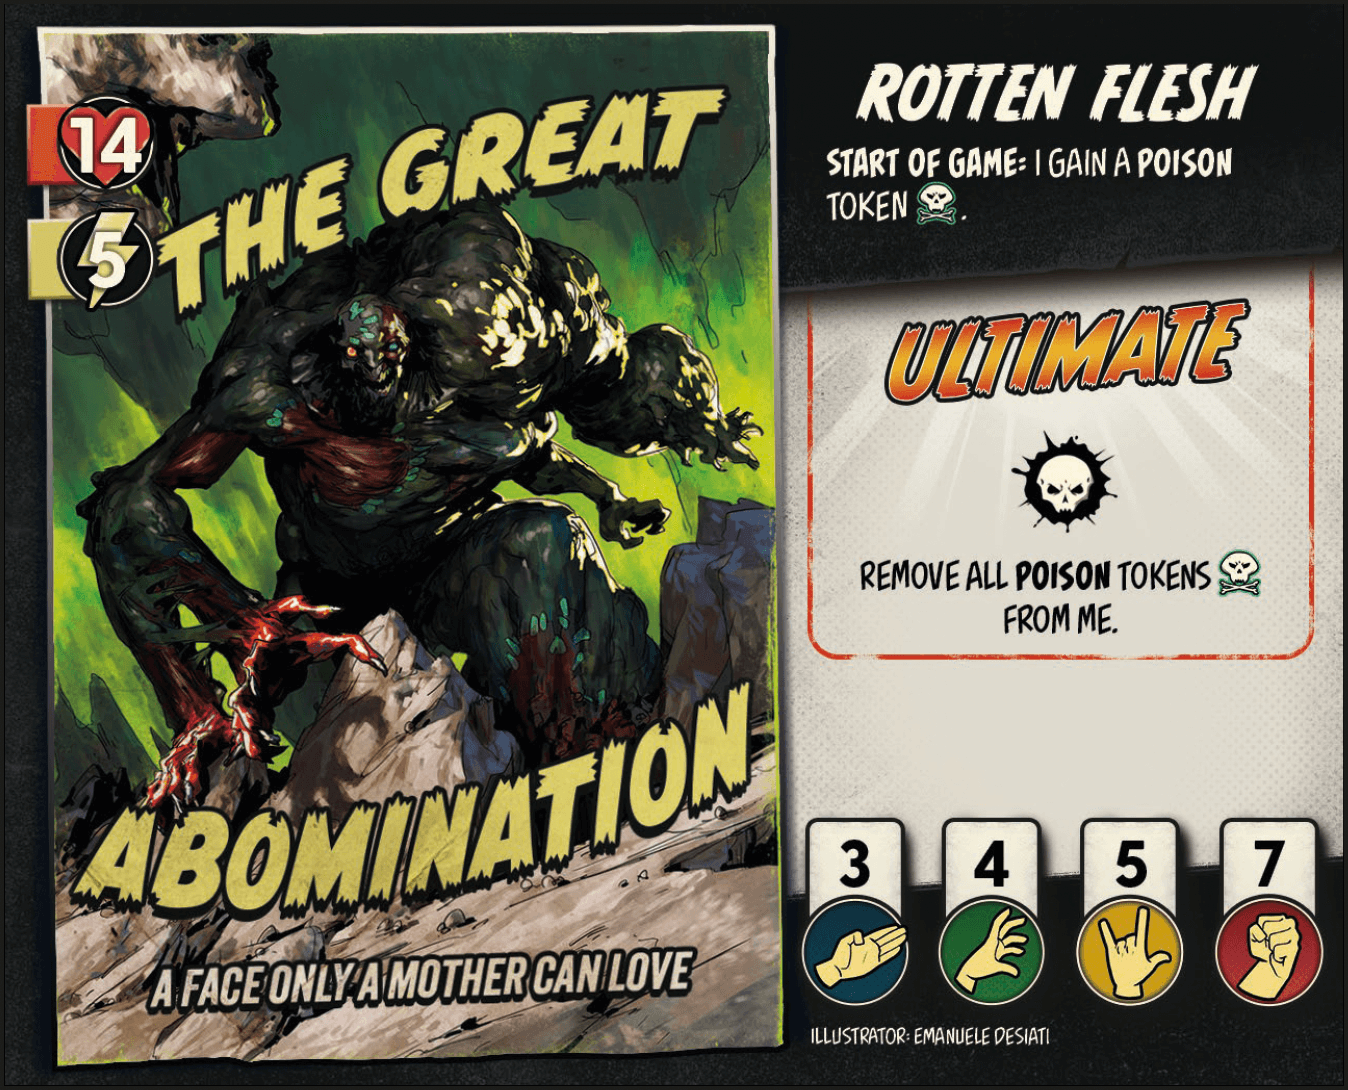 14
5
THE GREAT
ABOMINATION
A FACE ONLY A MOTHER CAN LOVE
ROTTEN FLESH
START OF GAME: I GAIN A POISON
TOKEN .
ULTIMATE
REMOVE ALL POISON TOKENS
FROM ME.
3 4 5 7
ILLUSTRATOR: EMANUELE DESIATI